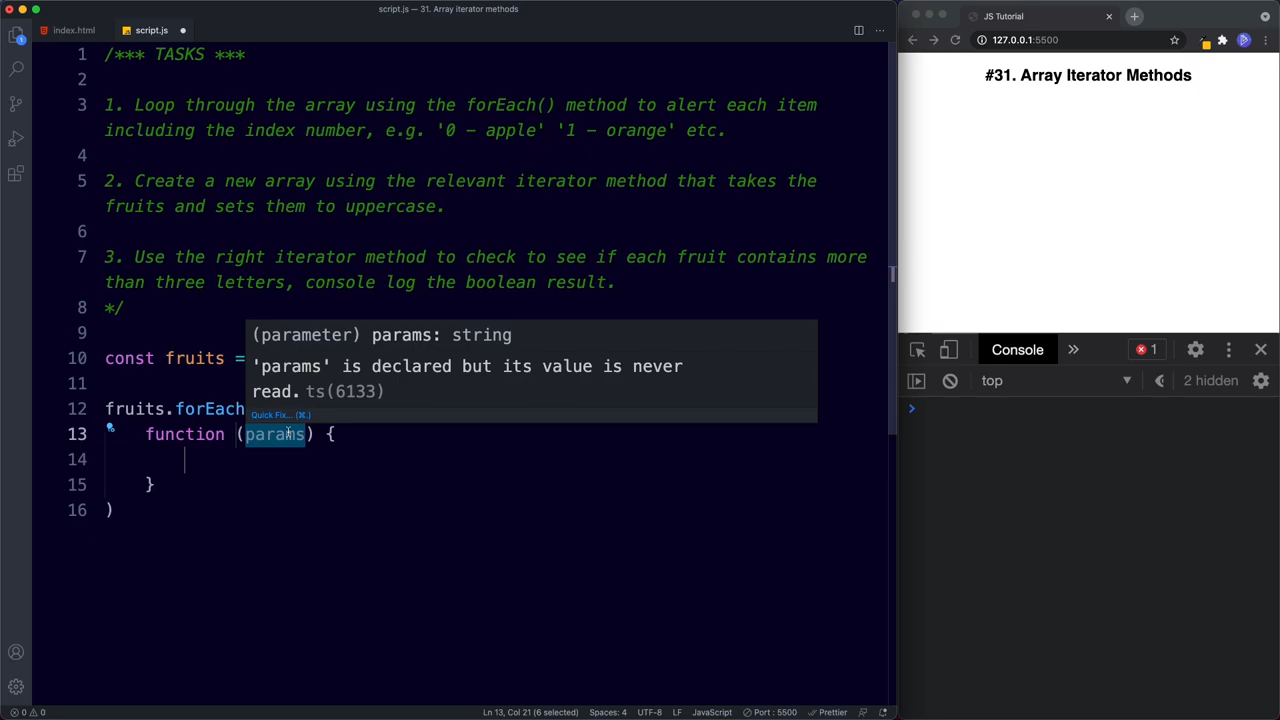 script.js — 31. Array iterator methods
index.html
script.js
1 /*** TASKS ***
2
3 1. Loop through the array using the forEach() method to alert each item
including the index number, e.g. '0 - apple' '1 - orange' etc.
4
5 2. Create a new array using the relevant iterator method that takes the
fruits and sets them to uppercase.
6
7 3. Use the right iterator method to check to see if each fruit contains more
than three letters, console log the boolean result.
8 */
9
10 const fruits =
11
12 fruits.forEach
13 function (params) {
14
15 }
16 )
(parameter) params: string
'params' is declared but its value is never
read. ts(6133)
Quick Fix... (⌘.)
1
0 0
Ln 13, Col 21 (6 selected) Spaces: 4 UTF-8 LF JavaScript Port : 5500 Prettier
JS Tutorial
127.0.0.1:5500
#31. Array Iterator Methods
Console » 1
top 2 hidden